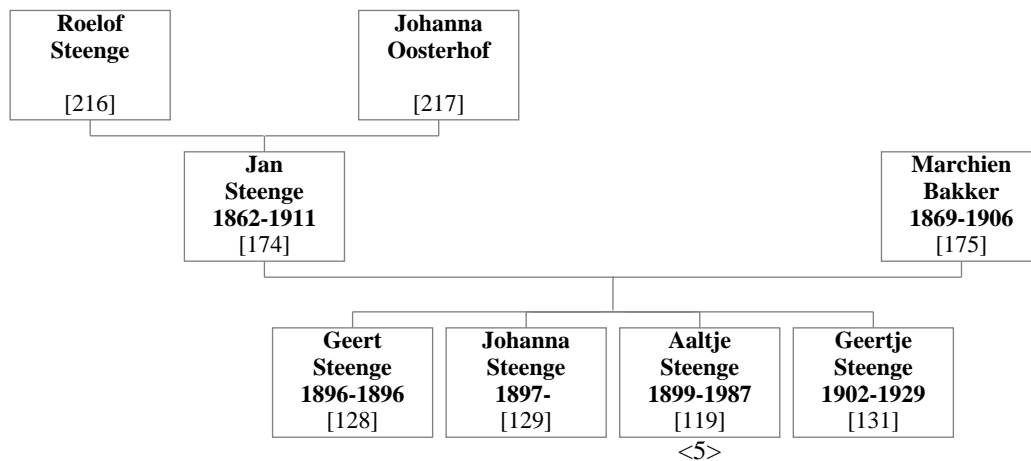 Roelof
Steenge
[216]
Johanna
Oosterhof
[217]
Jan
Steenge
1862-1911
[174]
Marchien
Bakker
1869-1906
[175]
Geert
Steenge
1896-1896
[128]
Johanna
Steenge
1897-
[129]
Aaltje
Steenge
1899-1987
[119]
<5>
Geertje
Steenge
1902-1929
[131]